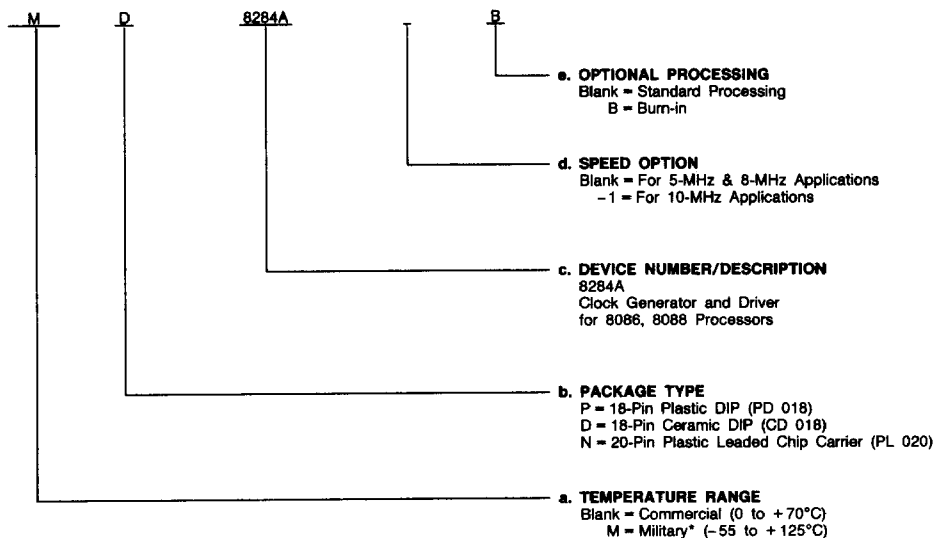 M D 8284A - B
e. OPTIONAL PROCESSING
Blank = Standard Processing
B = Burn-in
d. SPEED OPTION
Blank = For 5-MHz & 8-MHz Applications
-1 = For 10-MHz Applications
c. DEVICE NUMBER/DESCRIPTION
8284A
Clock Generator and Driver
for 8086, 8088 Processors
b. PACKAGE TYPE
P = 18-Pin Plastic DIP (PD 018)
D = 18-Pin Ceramic DIP (CD 018)
N = 20-Pin Plastic Leaded Chip Carrier (PL 020)
a. TEMPERATURE RANGE
Blank = Commercial (0 to +70°C)
M = Military* (-55 to +125°C)